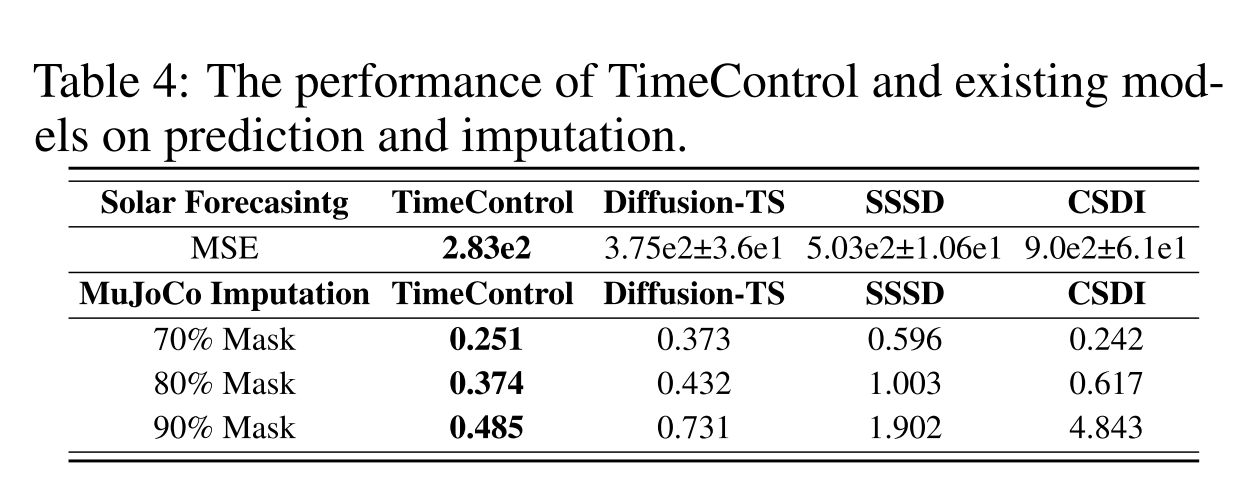 Table 4: The performance of TimeControl and existing mod-
els on prediction and imputation.
Solar Forecasintg TimeControl Diffusion-TS SSSD CSDI
MSE 2.83e2 3.75e2±3.6e1 5.03e2±1.06e1 9.0e2±6.1e1
MuJoCo Imputation TimeControl Diffusion-TS SSSD CSDI
70% Mask 0.251 0.373 0.596 0.242
80% Mask 0.374 0.432 1.003 0.617
90% Mask 0.485 0.731 1.902 4.843